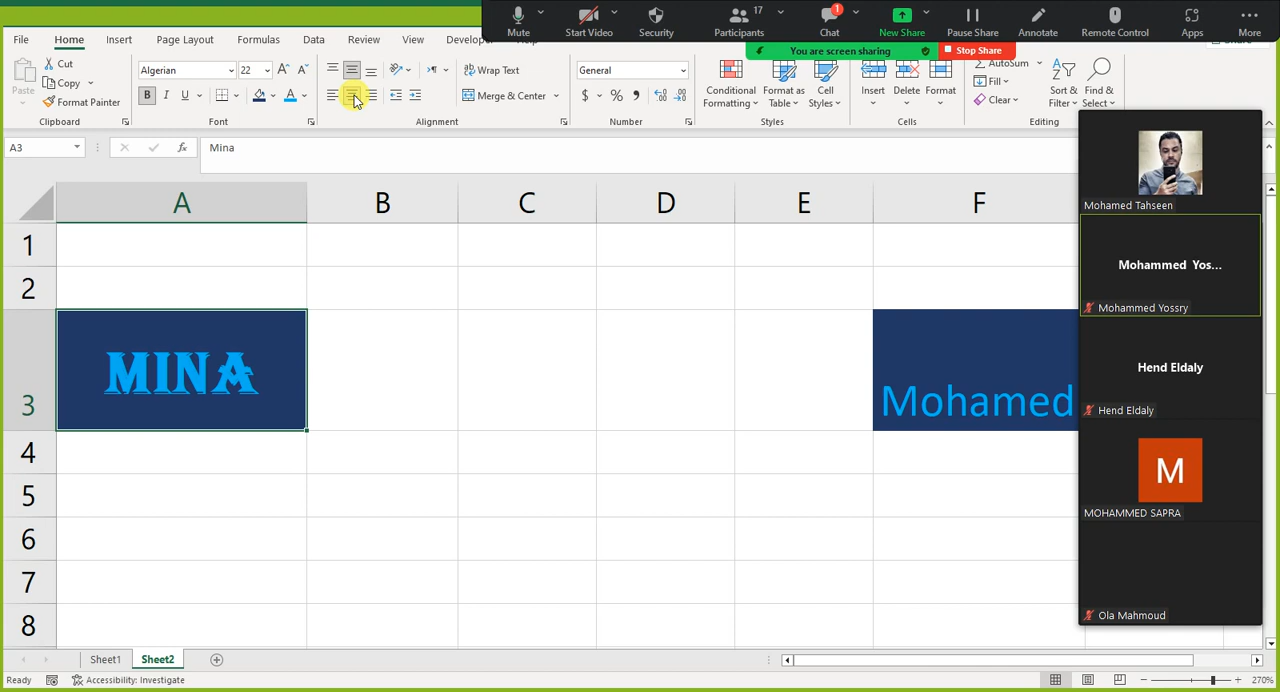 Mute
Start Video
Security
Participants
17
Chat
1
New Share
Pause Share
Annotate
Remote Control
Apps
More
You are screen sharing
Stop Share
File
Home
Insert
Page Layout
Formulas
Data
Review
View
Paste
Cut
Copy
Format Painter
Clipboard
Algerian
22
B I U
Font
Wrap Text
Merge & Center
Alignment
General
$ % 9
Number
Conditional
Formatting
Format as
Table
Cell
Styles
Styles
Insert
Delete
Format
Cells
AutoSum
Fill
Clear
Sort &
Filter
Find &
Select
Editing
A3
fx
Mina
A B C D E F
1
2
3
MINA
Mohamed
4
5
6
7
8
Mohamed Tahseen
Mohammed Yos...
Mohammed Yossry
Hend Eldaly
Hend Eldaly
M
MOHAMMED SAPRA
Ola Mahmoud
Sheet1
Sheet2
Ready
Accessibility: Investigate
270%